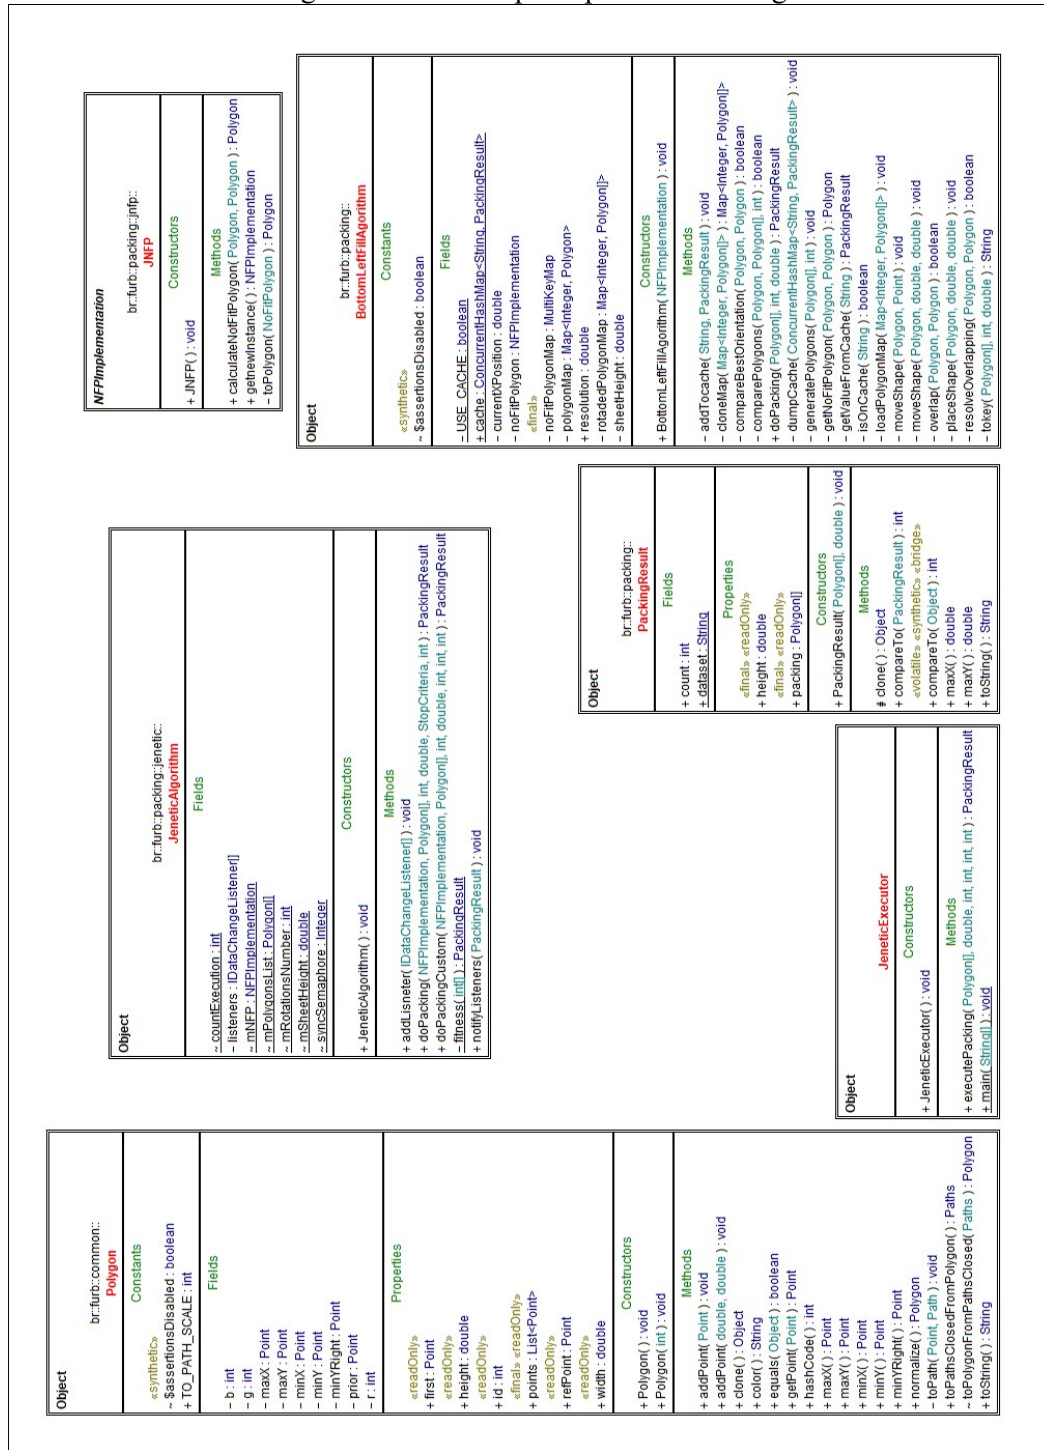 Object
br::furb::common::
Polygon
Constants
«synthetic»
~ $assertionsDisabled : boolean
+ TO_PATH_SCALE : int
Fields
- b : int
- g : int
- maxX : Point
- maxY : Point
- minX : Point
- minY : Point
- minYRight : Point
- prior : Point
- r : int
Properties
«readOnly»
+ first : Point
«readOnly»
+ height : double
«readOnly»
+ id : int
«final» «readOnly»
+ points : List<Point>
«readOnly»
+ refPoint : Point
«readOnly»
+ width : double
Constructors
+ Polygon( ) : void
+ Polygon( int ) : void
Methods
+ addPoint( Point ) : void
+ addPoint( double, double ) : void
+ clone( ) : Object
+ color( ) : String
+ equals( Object ) : boolean
+ getPoint( Point ) : Point
+ hashCode( ) : int
+ maxX( ) : Point
+ maxY( ) : Point
+ minX( ) : Point
+ minY( ) : Point
+ minYRight( ) : Point
+ normalize( ) : Polygon
- toPath( Point, Path ) : void
+ toPathsClosedFromPolygon( ) : Paths
~ toPolygonFromPathsClosed( Paths ) : Polygon
+ toString( ) : String
Object
br::furb::packing::jenetic::
JeneticAlgorithm
Fields
~ countExecution : int
- listeners : IDataChangeListener[]
~ mNFP : NFPImplementation
~ mPolygonsList : Polygon[]
~ mRotationsNumber : int
~ mSheetHeight : double
~ syncSemaphore : Integer
Constructors
+ JeneticAlgorithm( ) : void
Methods
+ addLisneter( IDataChangeListener[] ) : void
+ doPacking( NFPImplementation, Polygon[], int, double, StopCriteria, int ) : PackingResult
+ doPackingCustom( NFPImplementation, Polygon[], int, double, int, int, int ) : PackingResult
- fitness( int[] ) : PackingResult
+ notifyListeners( PackingResult ) : void
Object
JeneticExecutor
Constructors
+ JeneticExecutor( ) : void
Methods
+ executePacking( Polygon[], double, int, int, int, int ) : PackingResult
+ main( String[] ) : void
NFPImplementation
br::furb::packing::jnfp::
JNFP
Constructors
+ JNFP( ) : void
Methods
+ calculateNotFitPolygon( Polygon, Polygon ) : Polygon
+ getnewInstance( ) : NFPImplementation
- toPolygon( NoFitPolygon ) : Polygon
Object
br::furb::packing::
BottomLeftFillAlgorithm
Constants
«synthetic»
~ $assertionsDisabled : boolean
Fields
- USE_CACHE : boolean
+ cache : ConcurrentHashMap<String, PackingResult>
- currentXPosition : double
- noFitPolygon : NFPImplementation
«final»
- noFitPolygonMap : MultiKeyMap
- polygonMap : Map<Integer, Polygon>
+ resolution : double
- rotadedPolygonMap : Map<Integer, Polygon[]>
- sheetHeight : double
Constructors
+ BottomLeftFillAlgorithm( NFPImplementation ) : void
Methods
- addTocache( String, PackingResult ) : void
- cloneMap( Map<Integer, Polygon[]> ) : Map<Integer, Polygon[]>
- compareBestOrientation( Polygon, Polygon ) : boolean
- comparePolygons( Polygon, Polygon[], int ) : boolean
+ doPacking( Polygon[], int, double ) : PackingResult
- dumpCache( ConcurrentHashMap<String, PackingResult> ) : void
- generatePolygons( Polygon[], int ) : void
- getNoFitPolygon( Polygon, Polygon ) : Polygon
- getValueFromCache( String ) : PackingResult
- isOnCache( String ) : boolean
- loadPolygonMap( Map<Integer, Polygon[]> ) : void
- moveShape( Polygon, Point ) : void
- moveShape( Polygon, double, double ) : void
- overlap( Polygon, Polygon ) : boolean
- placeShape( Polygon, double, double ) : void
- resolveOverlapping( Polygon, Polygon ) : boolean
- tokey( Polygon[], int, double ) : String
Object
br::furb::packing::
PackingResult
Fields
+ count : int
+ dataset : String
Properties
«final» «readOnly»
+ height : double
«final» «readOnly»
+ packing : Polygon[]
Constructors
+ PackingResult( Polygon[], double ) : void
Methods
# clone( ) : Object
+ compareTo( PackingResult ) : int
«volatile» «synthetic» «bridge»
+ compareTo( Object ) : int
+ maxX( ) : double
+ maxY( ) : double
+ toString( ) : String